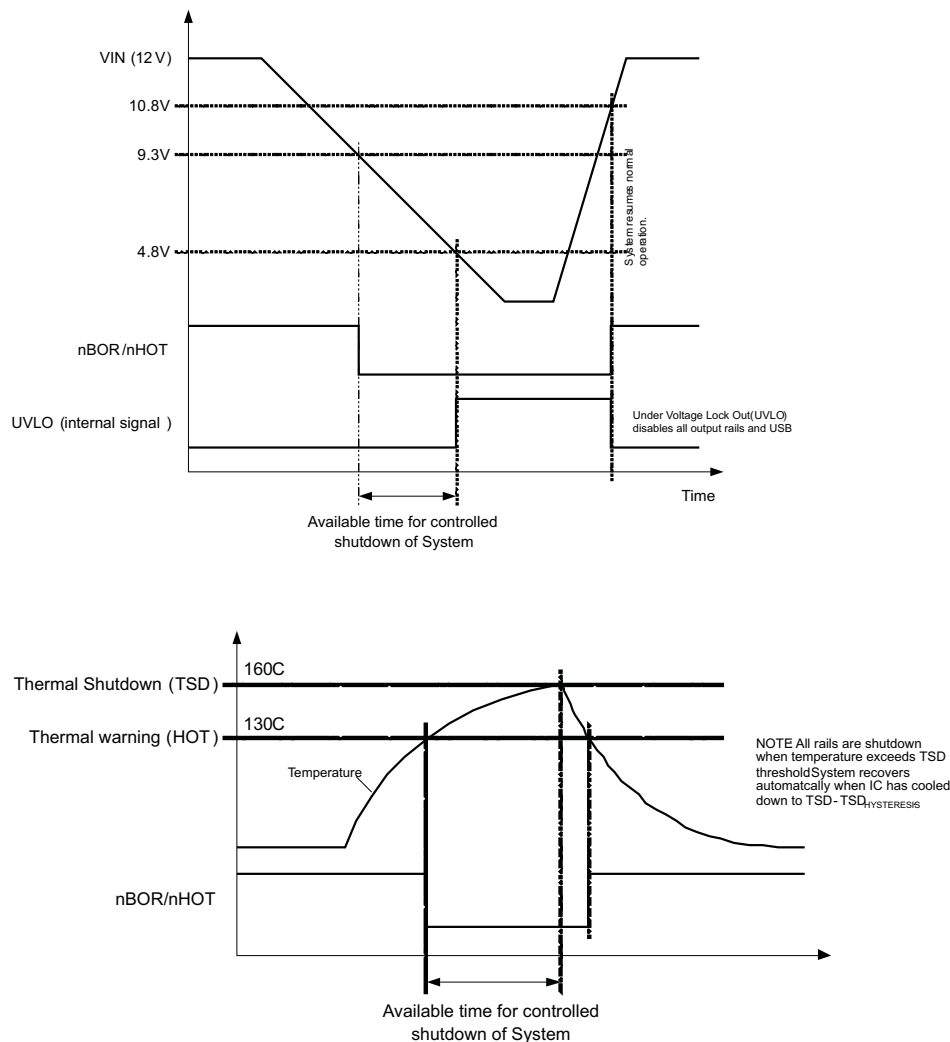 VIN (12 V)
10.8V
9.3V
4.8V
System resumes normal
operation.
nBOR/nHOT
UVLO (internal signal )
Under Voltage Lock Out(UVLO)
disables all output rails and USB
Time
Available time for controlled
shutdown of System
160C
Thermal Shutdown (TSD)
130C
Thermal warning (HOT)
Temperature
NOTE All rails are shutdown
when temperature exceeds TSD
thresholdSystem recovers
automatcally when IC has cooled
down to TSD - TSDHYSTERESIS
nBOR/nHOT
Available time for controlled
shutdown of System